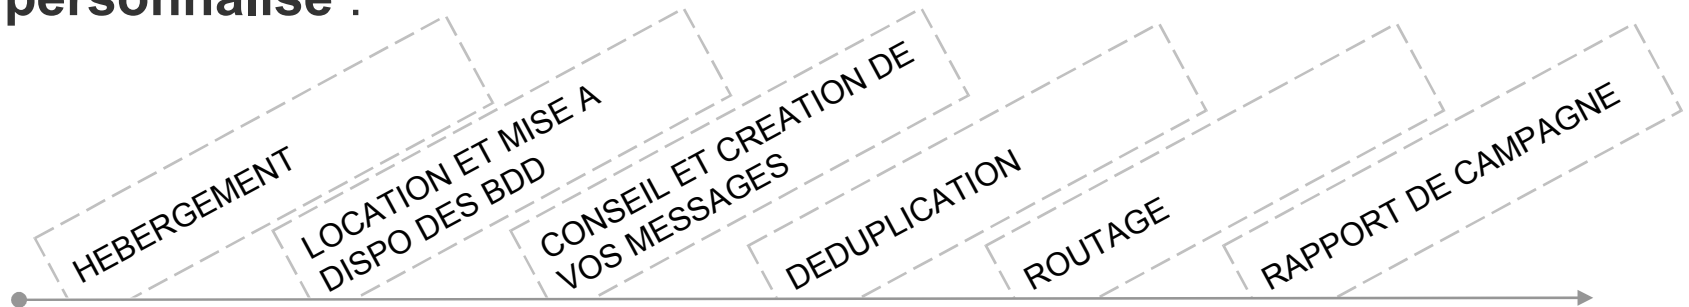 personnalisé :
HEBERGEMENT
LOCATION ET MISE A
DISPO DES BDD
CONSEIL ET CREATION DE
VOS MESSAGES
DEDUPLICATION
ROUTAGE
RAPPORT DE CAMPAGNE